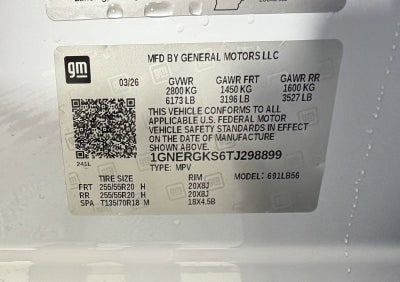 gm
MFD BY GENERAL MOTORS LLC
03/26 GVWR GAWR FRT GAWR RR
2800 KG 1450 KG 1600 KG
6173 LB 3196 LB 3527 LB
THIS VEHICLE CONFORMS TO ALL
APPLICABLE U.S. FEDERAL MOTOR
VEHICLE SAFETY STANDARDS IN EFFECT
ON THE DATE OF MANUFACTURE
SHOWN ABOVE.
1GNERGKS6TJ298899
TYPE: MPV MODEL: 691LB56
24SL
TIRE SIZE RIM
FRT 255/55R20 H 20X8J
RR 255/55R20 H 20X8J
SPA T135/70R18 M 18X4.5B